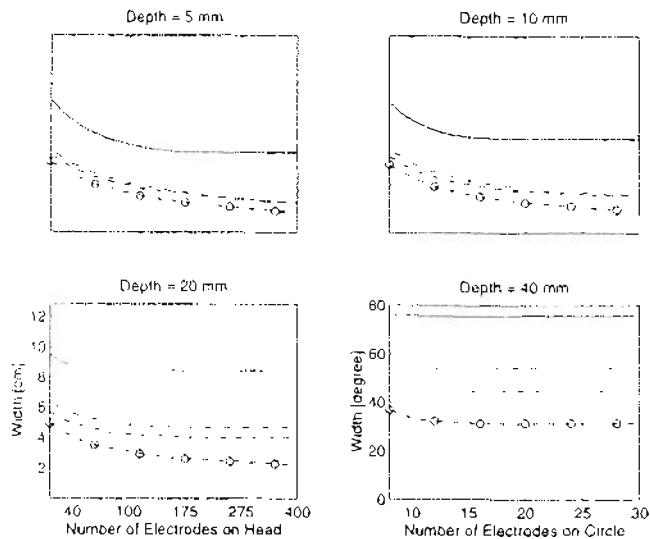 Depth = 5 mm
Depth = 10 mm
Depth = 20 mm
12
10
8
6
4
2
Width [cm]
40 100 175 275 400
Number of Electrodes on Head
Depth = 40 mm
80
60
40
20
0
Width [degree]
10 15 20 25 30
Number of Electrodes on Circle